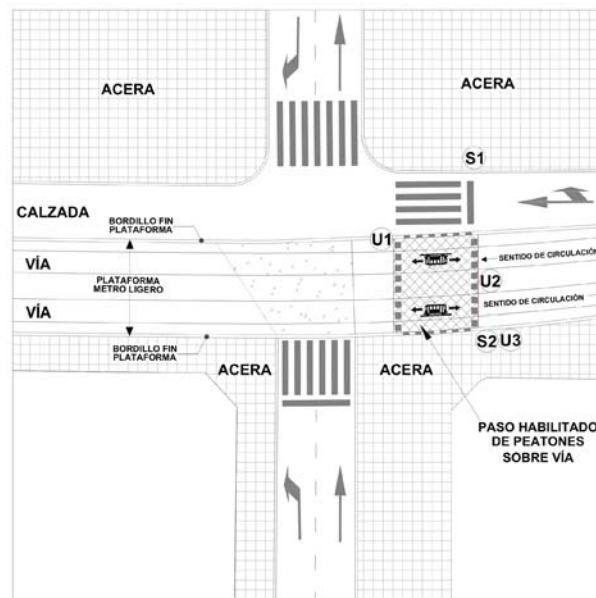 ACERA
ACERA
S1
CALZADA
BORDILLO FIN
PLATAFORMA
U1
VÍA
SENTIDO DE CIRCULACIÓN
PLATAFORMA
METRO LIGERO
U2
VÍA
SENTIDO DE CIRCULACIÓN
BORDILLO FIN
PLATAFORMA
S2 U3
ACERA
ACERA
PASO HABILITADO
DE PEATONES
SOBRE VÍA